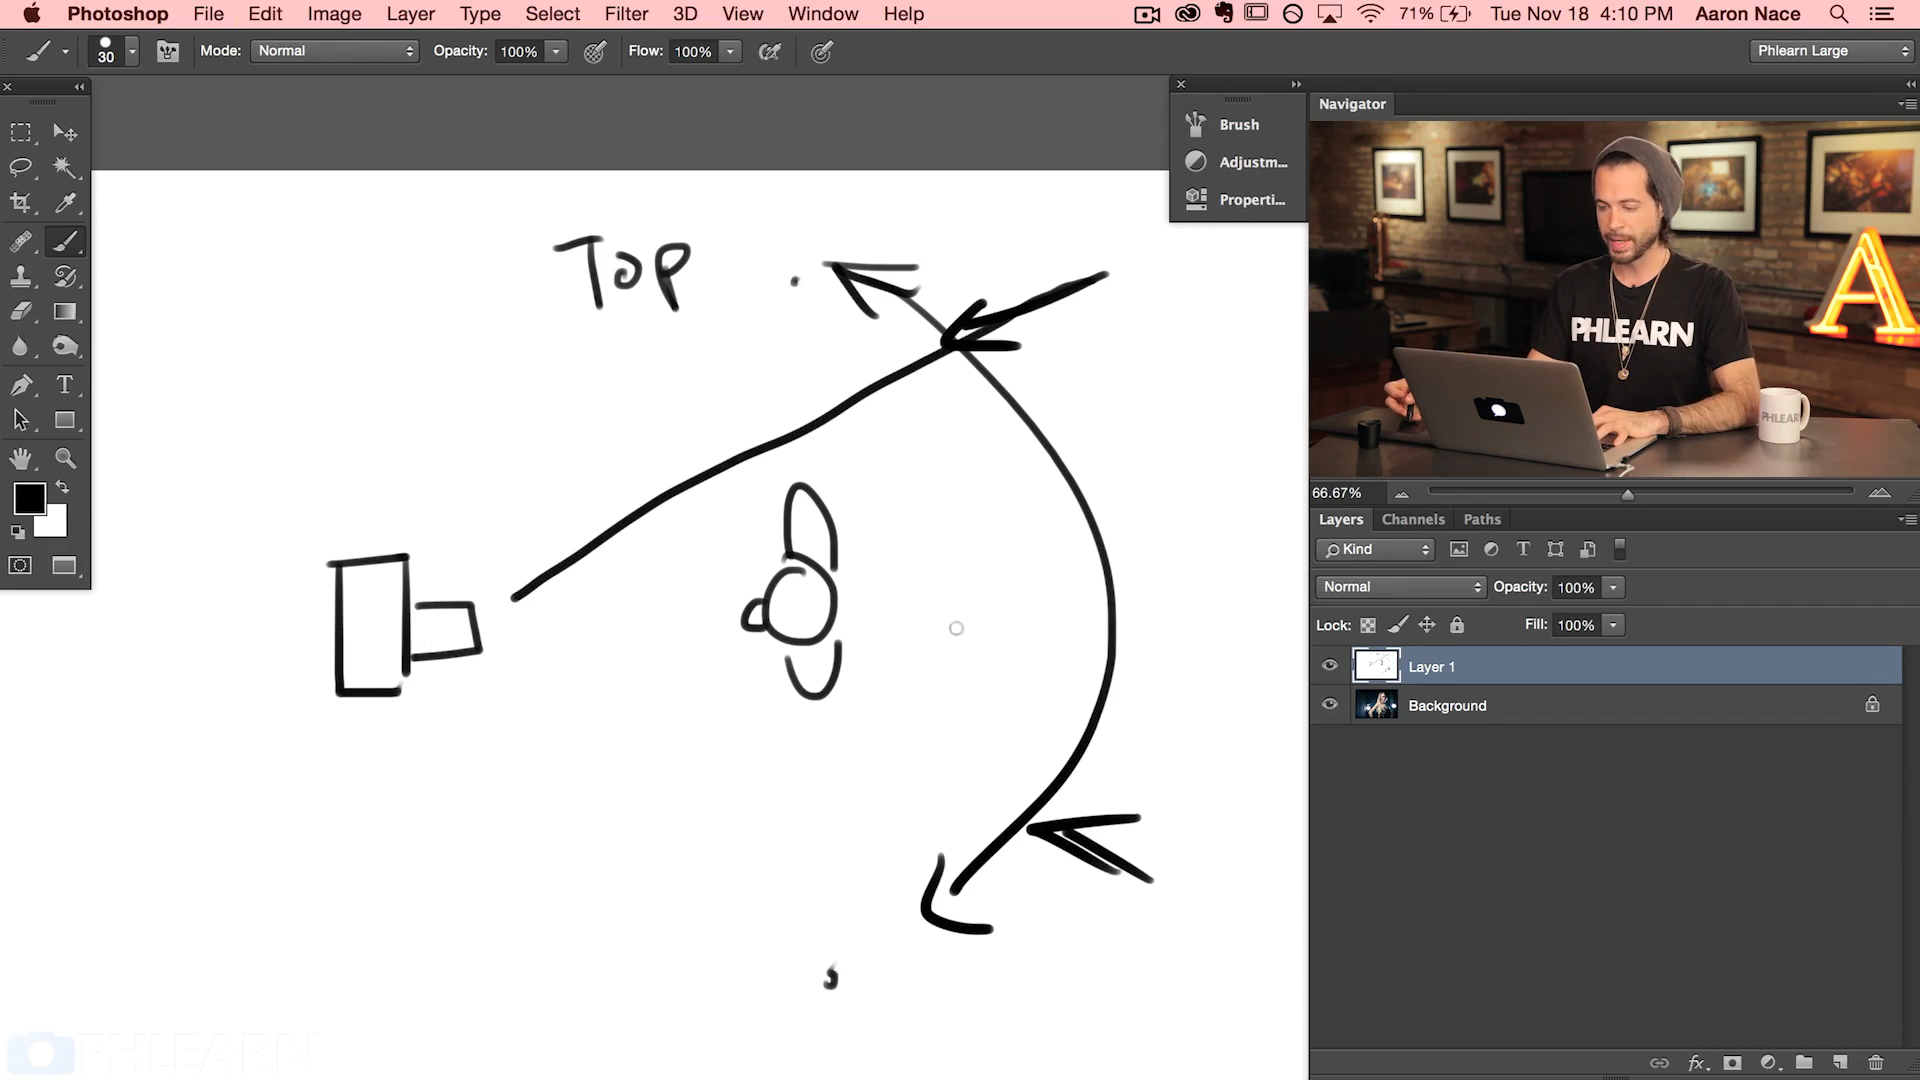 Photoshop File Edit Image Layer Type Select Filter 3D View Window Help 71% Tue Nov 18 4:10 PM Aaron Nace
30 Mode: Normal Opacity: 100% Flow: 100% Phlearn Large
Navigator
Brush
Adjustm...
Properti...
Top
PHLEARN
A
PHLEARN
66.67%
Layers Channels Paths
Kind
Normal Opacity: 100%
Lock: Fill: 100%
Layer 1
Background
PHLEARN